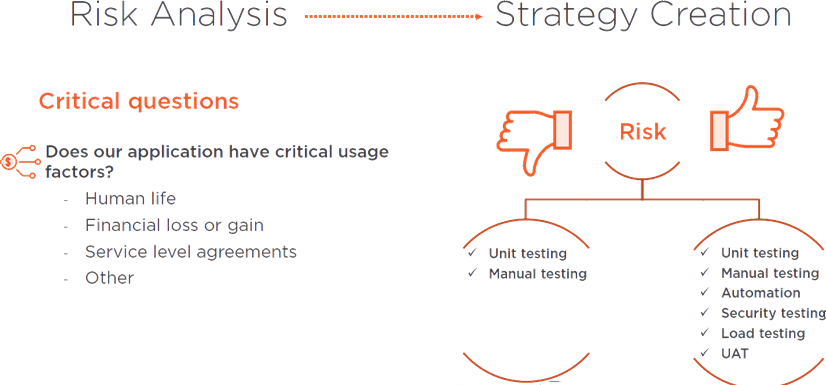 Risk Analysis
Strategy Creation
Critical questions
$ Does our application have critical usage
factors?
- Human life
- Financial loss or gain
- Service level agreements
- Other
Risk
✓ Unit testing
✓ Manual testing
✓ Unit testing
✓ Manual testing
✓ Automation
✓ Security testing
✓ Load testing
✓ UAT